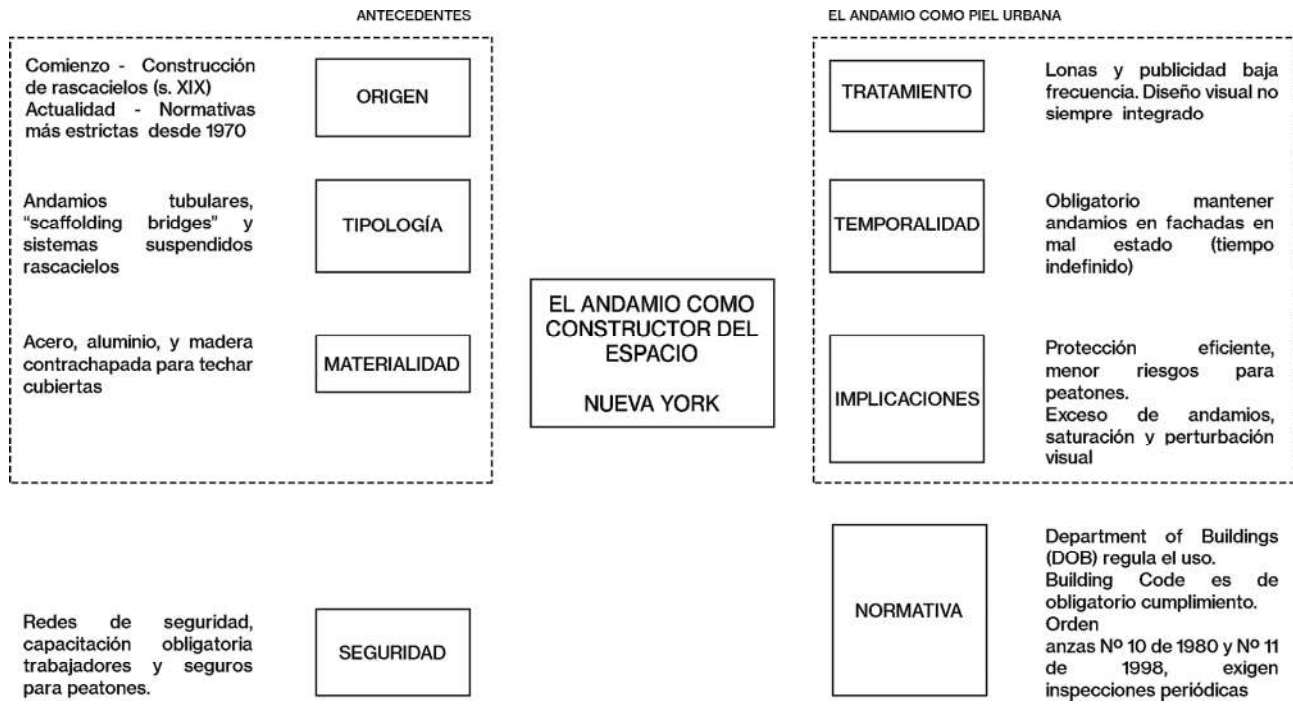 ANTECEDENTES
Comienzo - Construcción
de rascacielos (s. XIX)
Actualidad - Normativas
más estrictas desde 1970
ORIGEN
Andamios tubulares,
“scaffolding bridges” y
sistemas suspendidos
rascacielos
TIPOLOGÍA
Acero, aluminio, y madera
contrachapada para techar
cubiertas
MATERIALIDAD
Redes de seguridad,
capacitación obligatoria
trabajadores y seguros
para peatones.
SEGURIDAD
EL ANDAMIO COMO
CONSTRUCTOR DEL
ESPACIO
NUEVA YORK
EL ANDAMIO COMO PIEL URBANA
TRATAMIENTO
Lonas y publicidad baja
frecuencia. Diseño visual no
siempre integrado
TEMPORALIDAD
Obligatorio mantener
andamios en fachadas en
mal estado (tiempo
indefinido)
IMPLICACIONES
Protección eficiente,
menor riesgos para
peatones.
Exceso de andamios,
saturación y perturbación
visual
NORMATIVA
Department of Buildings
(DOB) regula el uso.
Building Code es de
obligatorio cumplimiento.
Orden
anzas Nº 10 de 1980 y Nº 11
de 1998, exigen
inspecciones periódicas